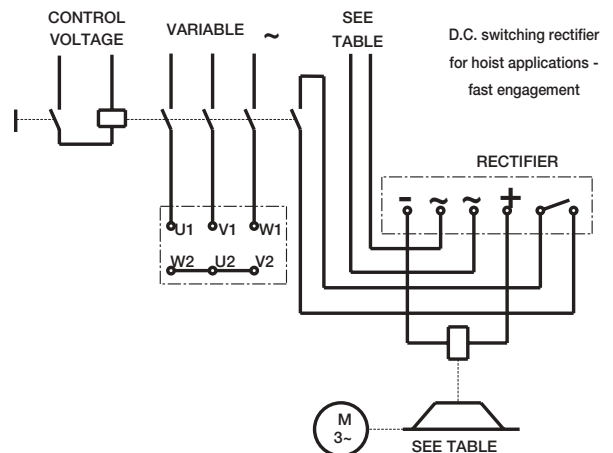 CONTROL
VOLTAGE
VARIABLE ~
SEE
TABLE
D.C. switching rectifier
for hoist applications -
fast engagement
RECTIFIER
- ~ ~ +
U1 V1 W1
W2 U2 V2
M
3~
SEE TABLE